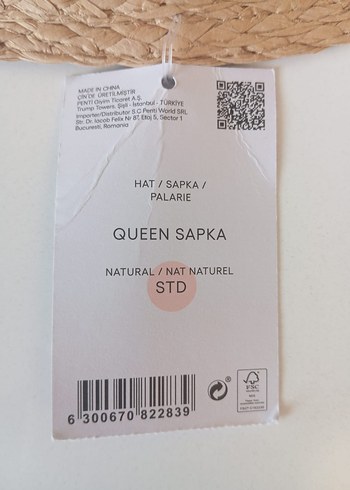 MADE IN CHINA
ÇİN DE ÜRETİLMİŞTİR
PENTİ Giyim Ticaret A.Ş.
Trump Towers, Şişli - İstanbul - TÜRKİYE
Importer/Distributor S.C Penti World SRL
Str. Dr. Iacob Felix Nr 87, Etaj 5, Sector 1
Bucuresti, Romania
HAT / SAPKA /
PALARIE
QUEEN SAPKA
NATURAL / NAT NATUREL
STD
6 300670 822839
FSC